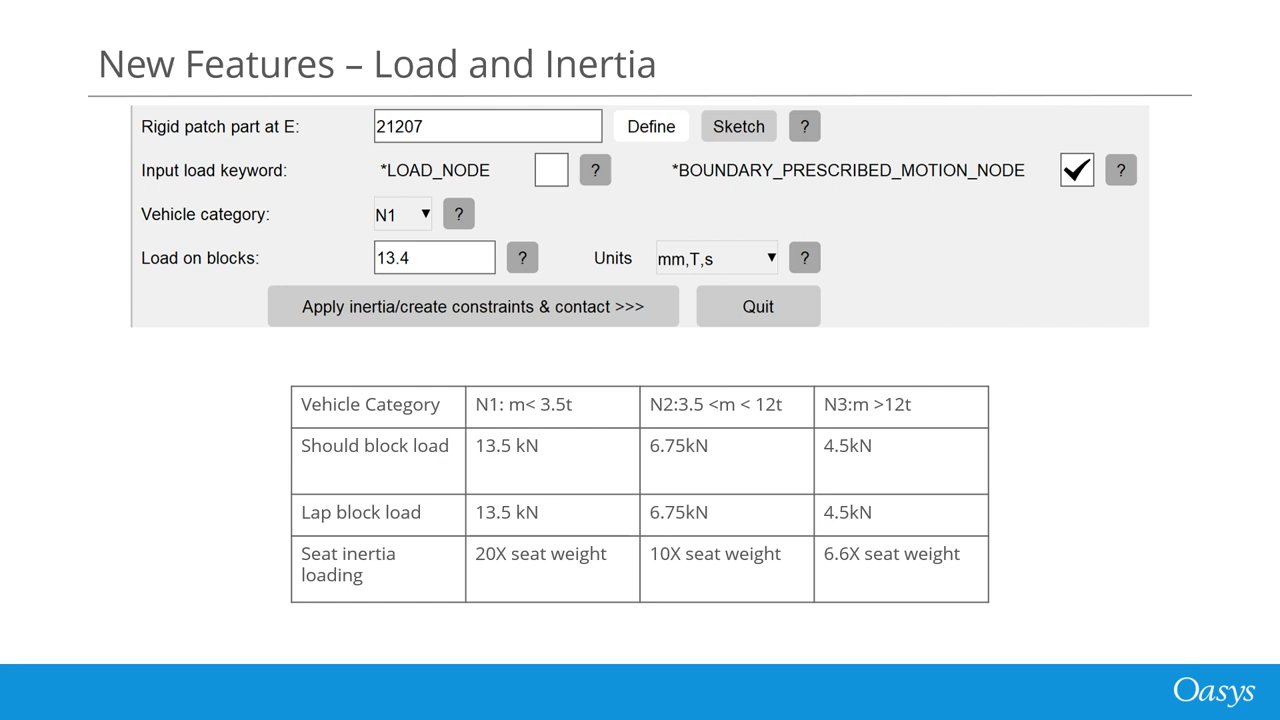 New Features – Load and Inertia
Rigid patch part at E: 21207 Define Sketch ?
Input load keyword: *LOAD_NODE ? *BOUNDARY_PRESCRIBED_MOTION_NODE ?
Vehicle category: N1 ?
Load on blocks: 13.4 ? Units mm,T,s ?
Apply inertia/create constraints & contact >>> Quit
Vehicle Category N1: m< 3.5t N2:3.5 <m < 12t N3:m >12t
Should block load 13.5 kN 6.75kN 4.5kN
Lap block load 13.5 kN 6.75kN 4.5kN
Seat inertia 20X seat weight 10X seat weight 6.6X seat weight
loading
Oasys